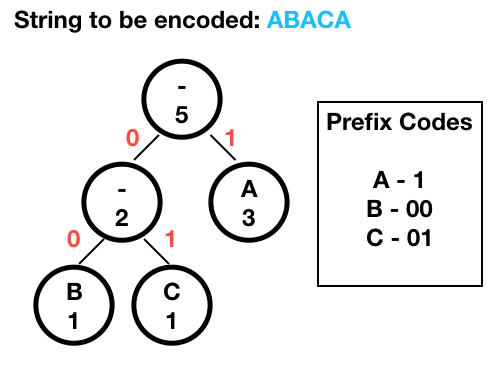 String to be encoded: ABACA
-
5
0
1
-
2
A
3
0
1
B
1
C
1
Prefix Codes
A - 1
B - 00
C - 01